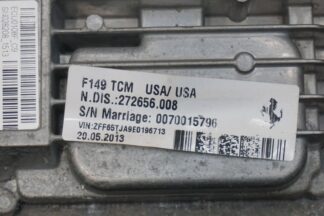 F149 TCM USA/ USA
N.DIS.:272656.008
S/N Marriage: 0070015796
VIN:ZFF65TJA9E0196713
20.05.2013